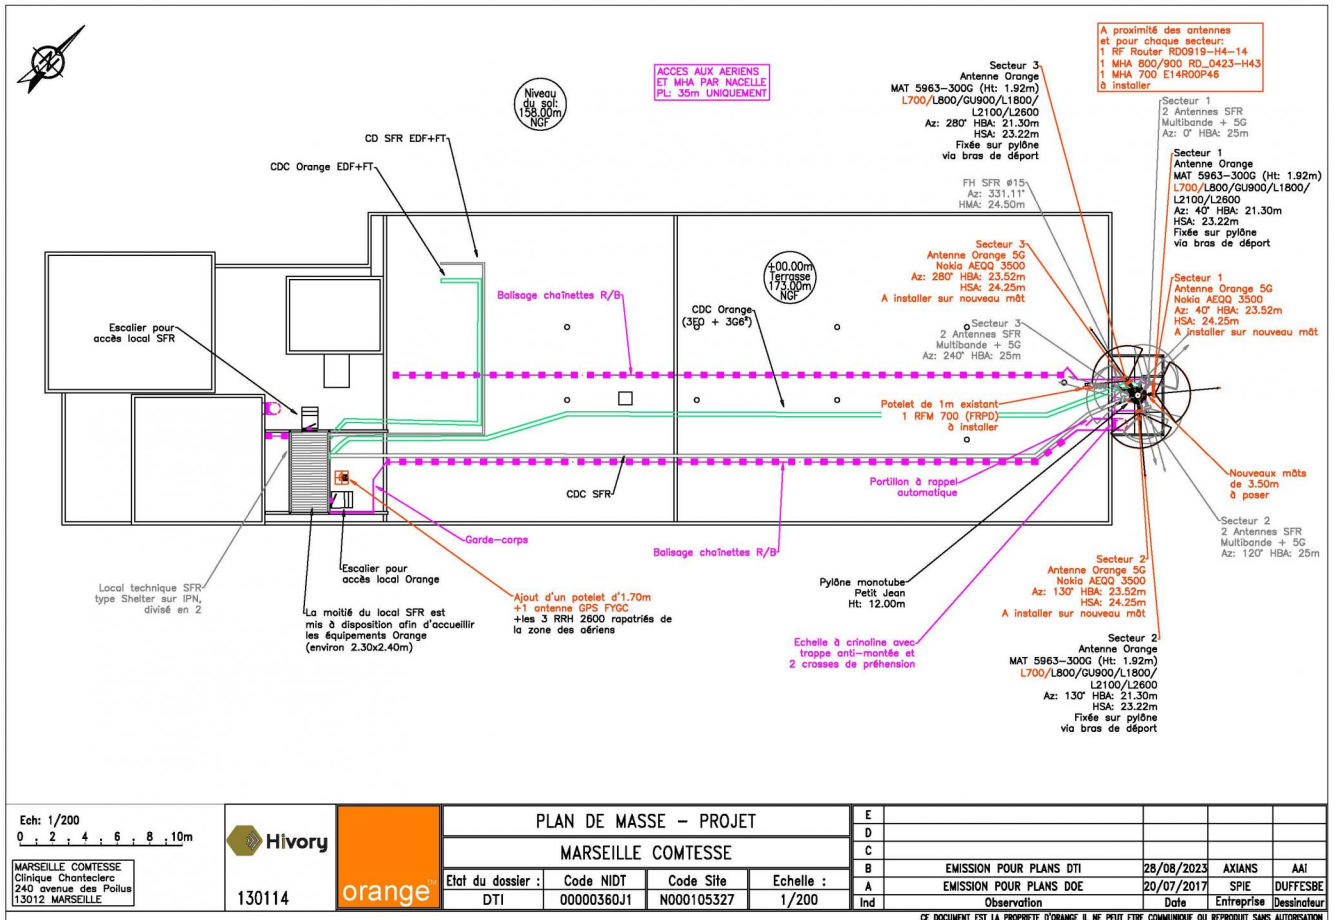 N
Niveau
du sol:
158.00m
NGF
ACCES AUX AERIENS
ET MHA PAR NACELLE
PL: 35m UNIQUEMENT
CD SFR EDF+FT
CDC Orange EDF+FT
Secteur 3
Antenne Orange
MAT 5963-300G (Ht: 1.92m)
L700/L800/GU900/L1800/
L2100/L2600
Az: 280° HBA: 21.30m
HSA: 23.22m
Fixée sur pylône
via bras de départ
A proximité des antennes
et pour chaque secteur:
1 RF Router RD0919-H4-14
1 MHA 800/900 RD_0423-H43
1 MHA 700 E14R00P46
à installer
Secteur 1
2 Antennes SFR
Multibande + 5G
Az: 0° HBA: 25m
Secteur 1
Antenne Orange
MAT 5963-300G (Ht: 1.92m)
L700/L800/GU900/L1800/
L2100/L2600
Az: 40° HBA: 21.30m
HSA: 23.22m
Fixée sur pylône
via bras de départ
FH SFR ø15
Az: 331.11°
HMA: 24.50m
Secteur 3
Antenne Orange 5G
Nokia AEQQ 3500
Az: 280° HBA: 23.52m
HSA: 24.25m
A installer sur nouveau mât
Secteur 1
Antenne Orange 5G
Nokia AEQQ 3500
Az: 40° HBA: 23.52m
HSA: 24.25m
A installer sur nouveau mât
+00.00m
Terrasse
173.00m
NGF
Balisage chaînettes R/B
CDC Orange
(3FO + 3G6²)
Escalier pour
accès local SFR
Secteur 3
2 Antennes SFR
Multibande + 5G
Az: 240° HBA: 25m
Potelet de 1m existant
1 RFM 700 (FRPD)
à installer
Portillon à rappel
automatique
CDC SFR
Nouveaux mâts
de 3.50m
à poser
Secteur 2
2 Antennes SFR
Multibande + 5G
Az: 120° HBA: 25m
Garde-corps
Balisage chaînettes R/B
Escalier pour
accès local Orange
Local technique SFR
type Shelter sur IPN,
divisé en 2
La moitié du local SFR est
mis à disposition afin d'accueillir
les équipements Orange
(environ 2.30x2.40m)
Ajout d'un potelet d'1.70m
+1 antenne GPS FYGC
+les 3 RRH 2600 rapatriés de
la zone des aériens
Pylône monotube
Petit Jean
Ht: 12.00m
Echelle à crinoline avec
trappe anti-montée et
2 crosses de préhension
Secteur 2
Antenne Orange 5G
Nokia AEQQ 3500
Az: 130° HBA: 23.52m
HSA: 24.25m
A installer sur nouveau mât
Secteur 2
Antenne Orange
MAT 5963-300G (Ht: 1.92m)
L700/L800/GU900/L1800/
L2100/L2600
Az: 130° HBA: 21.30m
HSA: 23.22m
Fixée sur pylône
via bras de départ
Ech: 1/200
0 . 2 . 4 . 6 . 8 .10m
MARSEILLE COMTESSE
Clinique Chanteclerc
240 avenue des Poilus
13012 MARSEILLE
Hivory
130114
orange™
PLAN DE MASSE - PROJET
MARSEILLE COMTESSE
Etat du dossier : Code NIDT Code Site Echelle :
DTI 00000360J1 N000105327 1/200
E
D
C
B EMISSION POUR PLANS DTI 28/08/2023 AXIANS AAI
A EMISSION POUR PLANS DOE 20/07/2017 SPIE DUFFESBE
Ind Observation Date Entreprise Dessinateur
CE DOCUMENT EST LA PROPRIETE D'ORANGE IL NE PEUT ETRE COMMUNIQUE OU REPRODUIT SANS AUTORISATION